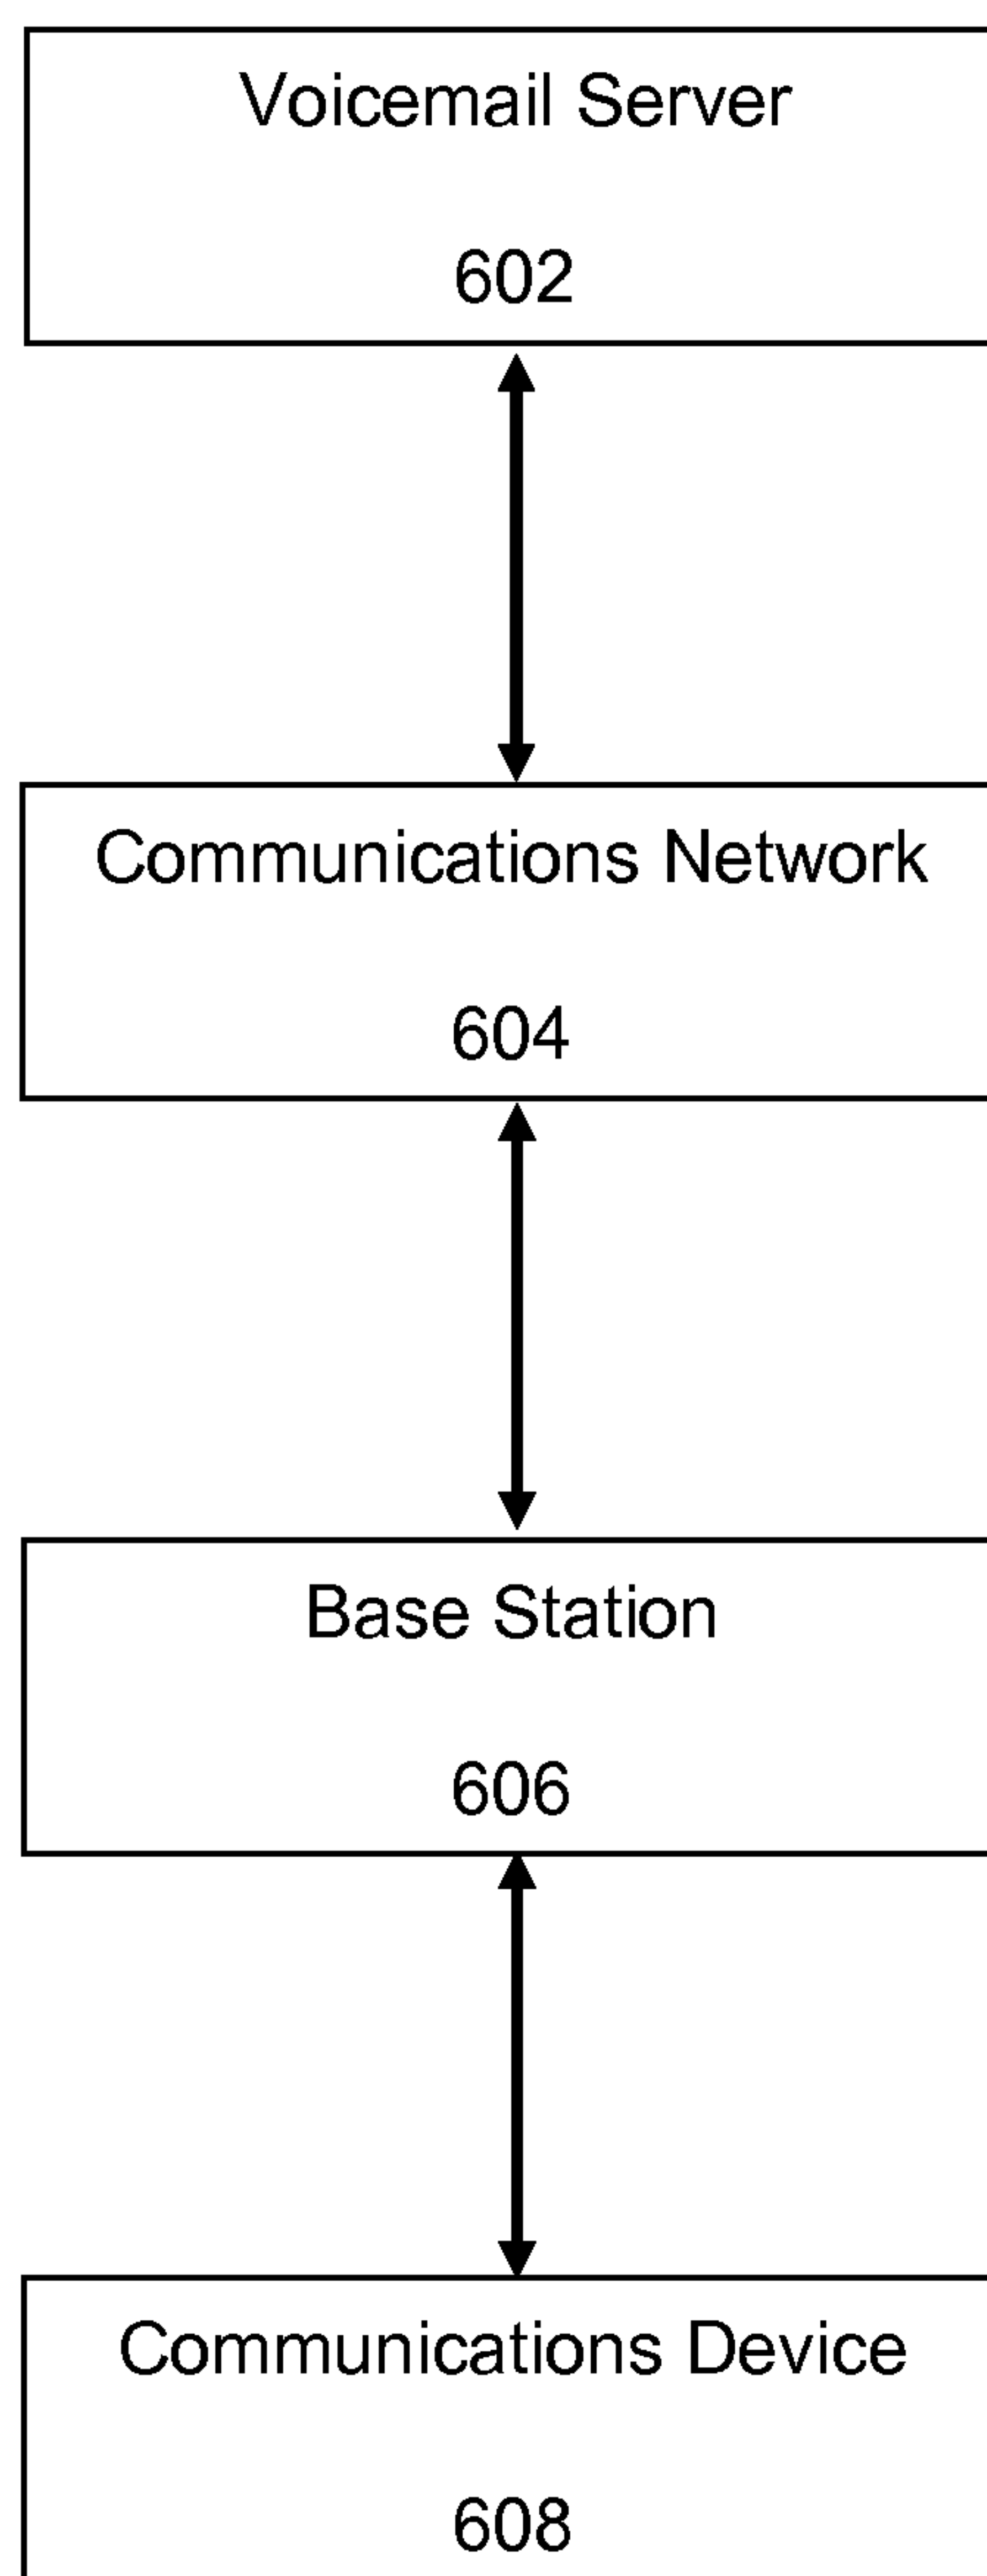 Voicemail Server
602
Communications Network
604
Base Station
606
Communications Device
608